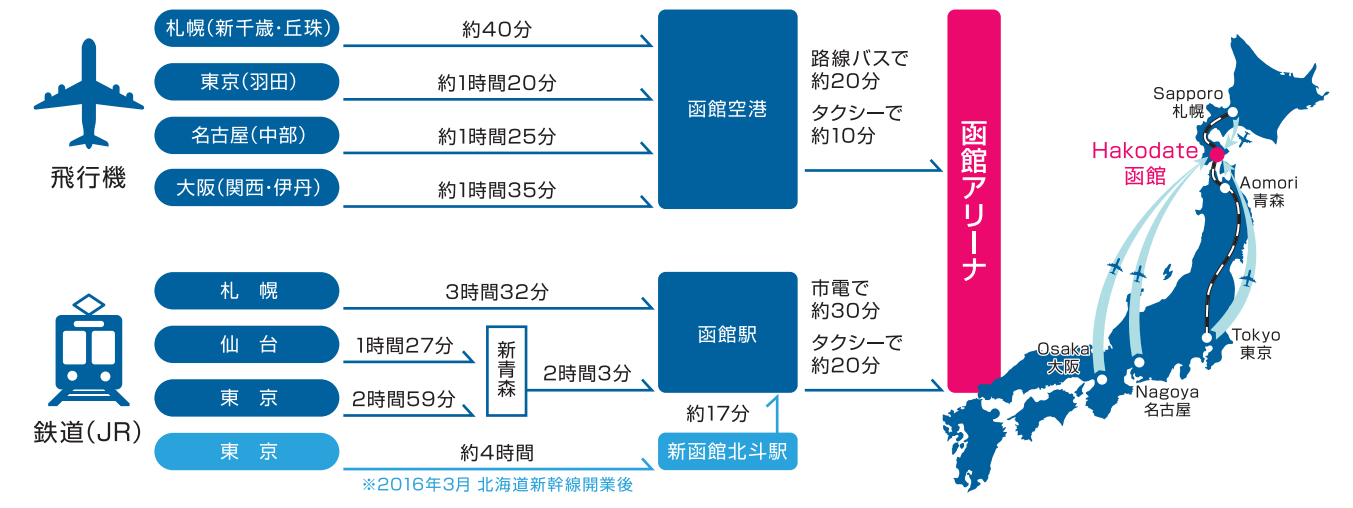 札幌(新千歳・丘珠)
約40分
東京(羽田)
約1時間20分
名古屋(中部)
約1時間25分
大阪(関西・伊丹)
約1時間35分
飛行機
函館空港
路線バスで
約20分
タクシーで
約10分
函館アリーナ
札 幌
3時間32分
仙 台
1時間27分
東 京
2時間59分
新青森
2時間3分
函館駅
市電で
約30分
タクシーで
約20分
鉄道(JR)
東 京
約4時間
新函館北斗駅
約17分
※2016年3月 北海道新幹線開業後
Sapporo
札幌
Hakodate
函館
Aomori
青森
Tokyo
東京
Osaka
大阪
Nagoya
名古屋